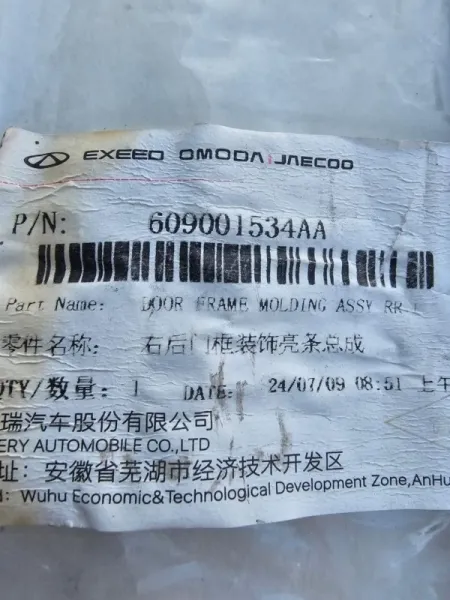 EXEED OMODA JAECOO
P/N: 609001534AA
Part Name: DOOR FRAME MOLDING ASSY RR
零件名称: 右后门框装饰亮条总成
QTY/数量: 1 DATE: 24/07/09 08:51 上午
瑞汽车股份有限公司
ERY AUTOMOBILE CO.,LTD
址: 安徽省芜湖市经济技术开发区
d: Wuhu Economic&Technological Development Zone,AnHu